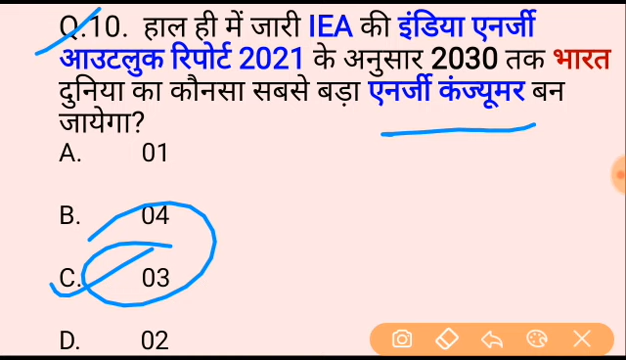 Q.10. हाल ही में जारी IEA की इंडिया एनर्जी
आउटलुक रिपोर्ट 2021 के अनुसार 2030 तक भारत
दुनिया का कौनसा सबसे बड़ा एनर्जी कंज्यूमर बन
जायेगा?
A. 01
B. 04
C. 03
D. 02